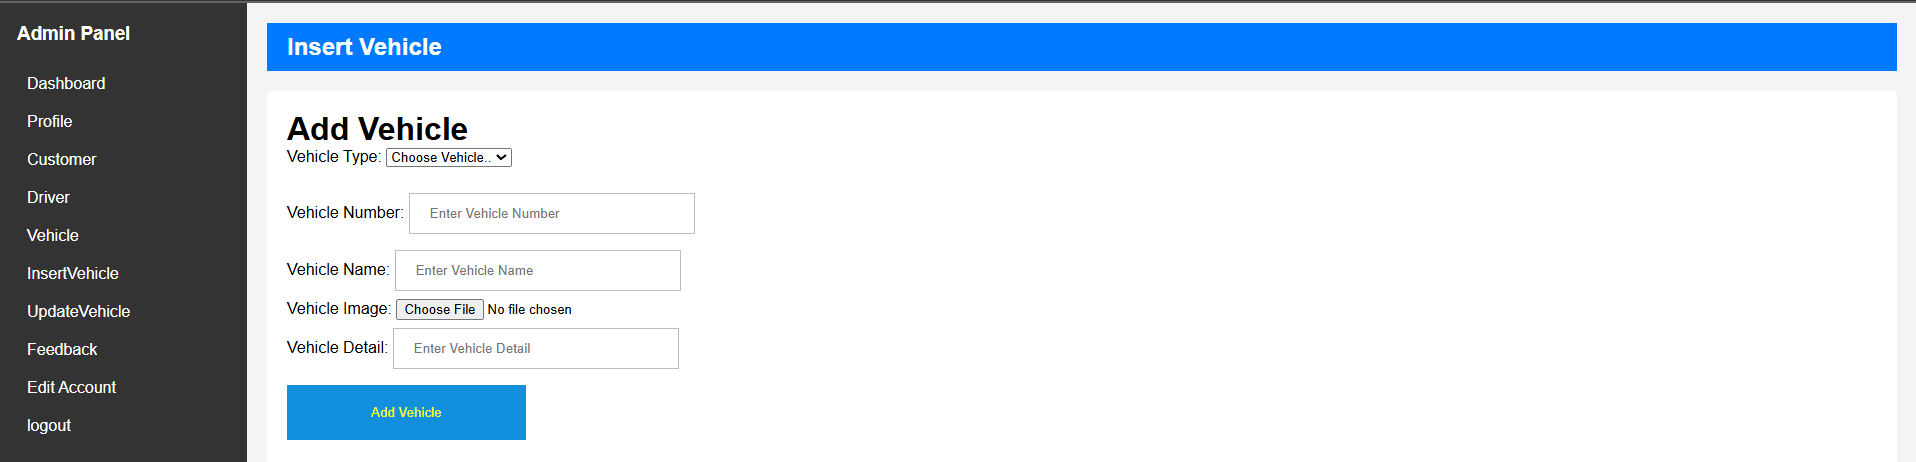 Admin Panel
Dashboard
Profile
Customer
Driver
Vehicle
InsertVehicle
UpdateVehicle
Feedback
Edit Account
logout
Insert Vehicle
Add Vehicle
Vehicle Type: Choose Vehicle..
Vehicle Number: Enter Vehicle Number
Vehicle Name: Enter Vehicle Name
Vehicle Image: Choose File No file chosen
Vehicle Detail: Enter Vehicle Detail
Add Vehicle